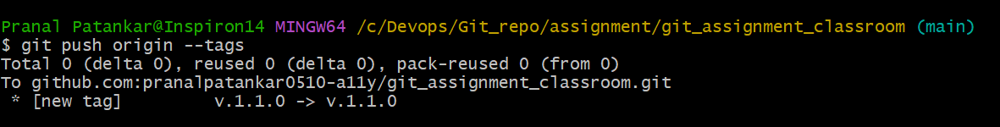 Pranal Patankar@Inspiron14 MINGW64 /c/Devops/Git_repo/assignment/git_assignment_classroom (main)
$ git push origin --tags
Total 0 (delta 0), reused 0 (delta 0), pack-reused 0 (from 0)
To github.com:pranalpatankar0510-a11y/git_assignment_classroom.git
 * [new tag]         v.1.1.0 -> v.1.1.0